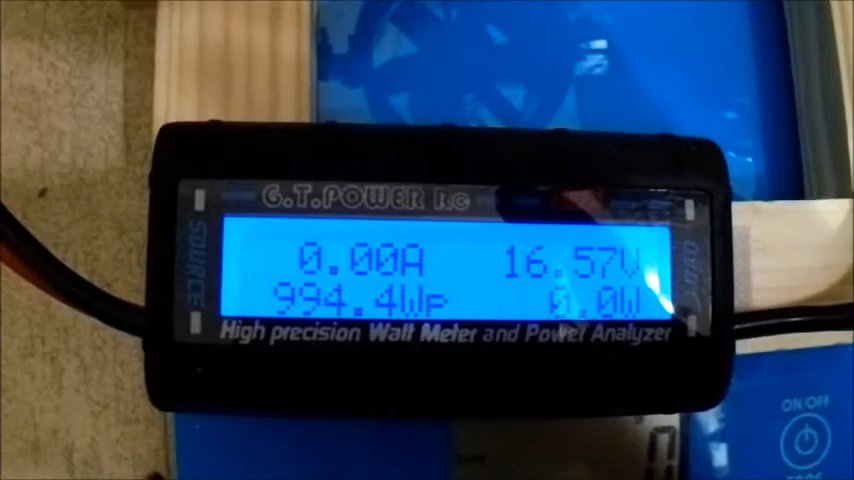 G.T.POWER RC
SOURCE
0.00A 16.57V
994.4Wp 0.0W
LOAD
High precision Watt Meter and Power Analyzer
ON/OFF